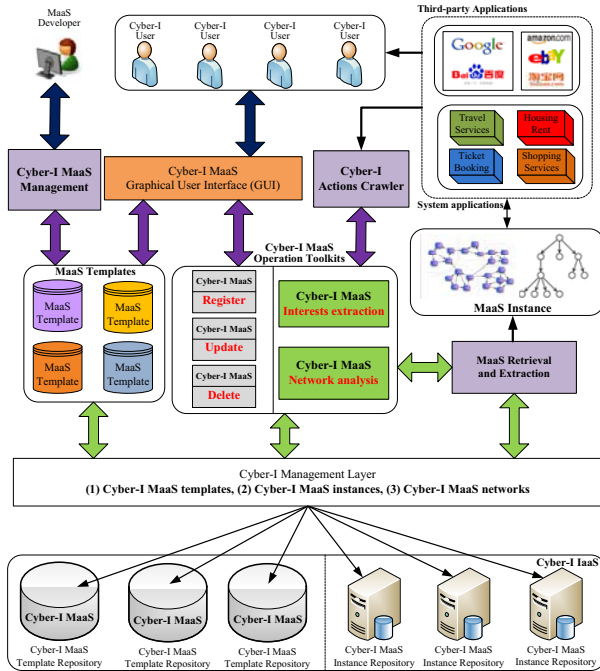 MaaS
Developer
Cyber-I
User
Cyber-I
User
Cyber-I
User
Cyber-I
User
Third-party Applications
Google
amazon.com
Bai du 百度
ebY
淘宝网
Taobao.com
Travel
Services
Housing
Rent
Ticket
Booking
Shopping
Services
System applications
Cyber-I MaaS
Management
Cyber-I MaaS
Graphical User Interface (GUI)
Cyber-I
Actions Crawler
MaaS Templates
MaaS
Template
MaaS
Template
MaaS
Template
MaaS
Template
Cyber-I MaaS
Operation Toolkits
Cyber-I MaaS
Register
Cyber-I MaaS
Update
Cyber-I MaaS
Delete
Cyber-I MaaS
Interests extraction
Cyber-I MaaS
Network analysis
MaaS Instance
MaaS Retrieval
and Extraction
Cyber-I Management Layer
(1) Cyber-I MaaS templates, (2) Cyber-I MaaS instances, (3) Cyber-I MaaS networks
Cyber-I IaaS
Cyber-I MaaS
Cyber-I MaaS
Cyber-I MaaS
Cyber-I MaaS
Template Repository
Cyber-I MaaS
Template Repository
Cyber-I MaaS
Template Repository
Cyber-I MaaS
Instance Repository
Cyber-I MaaS
Instance Repository
Cyber-I MaaS
Instance Repository